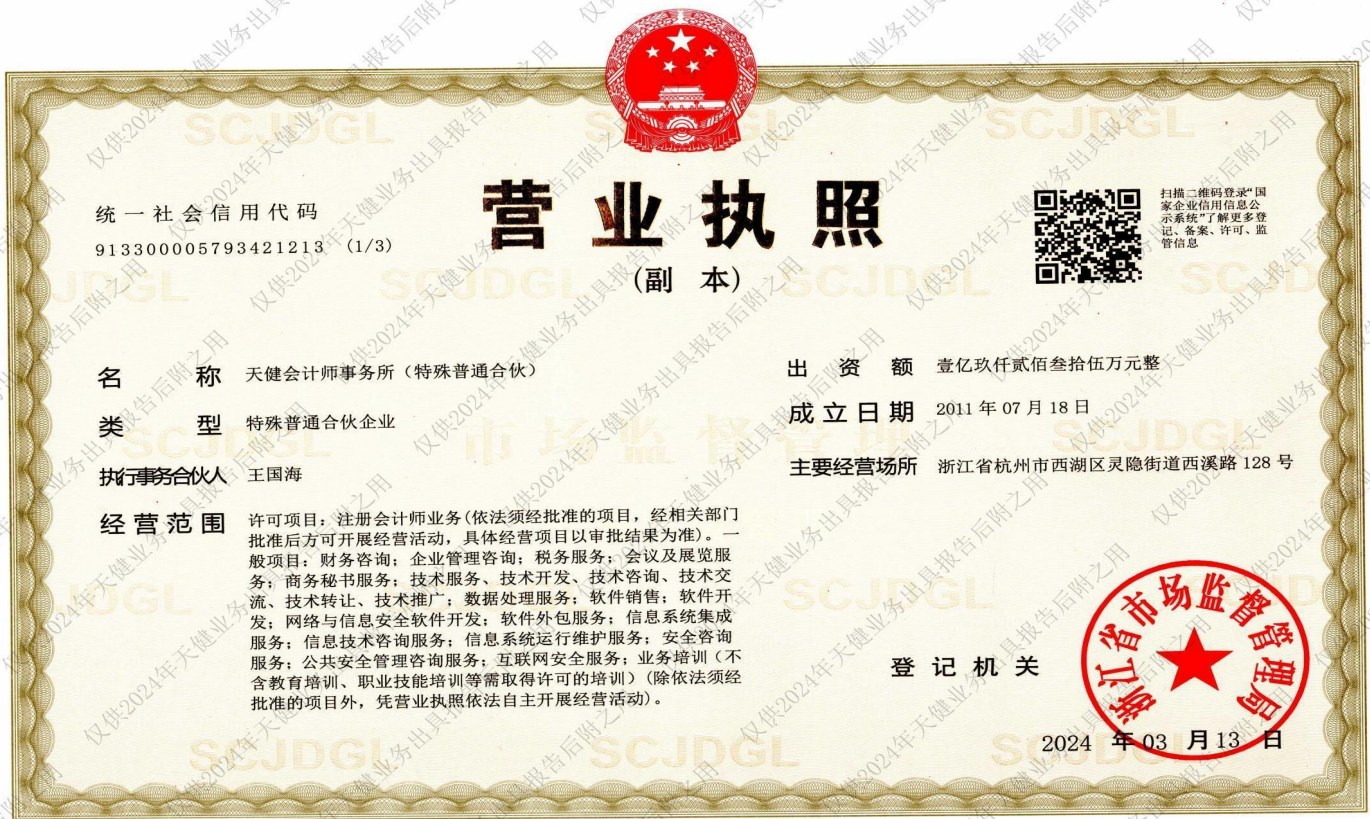 营业执照
(副 本)
统一社会信用代码
913300005793421213 (1/3)
扫描二维码登录“国
家企业信用信息公
示系统”了解更多登
记、备案、许可、监
管信息
名 称 天健会计师事务所（特殊普通合伙）
类 型 特殊普通合伙企业
执行事务合伙人 王国海
经营范围 许可项目：注册会计师业务(依法须经批准的项目，经相关部门
批准后方可开展经营活动，具体经营项目以审批结果为准)。一
般项目：财务咨询；企业管理咨询；税务服务；会议及展览服
务；商务秘书服务；技术服务、技术开发、技术咨询、技术交
流、技术转让、技术推广；数据处理服务；软件销售；软件开
发；网络与信息安全软件开发；软件外包服务；信息系统集成
服务；信息技术咨询服务；信息系统运行维护服务；安全咨询
服务；公共安全管理咨询服务；互联网安全服务；业务培训（不
含教育培训、职业技能培训等需取得许可的培训）(除依法须经
批准的项目外，凭营业执照依法自主开展经营活动)。
出 资 额 壹亿玖仟贰佰叁拾伍万元整
成立日期 2011 年 07 月 18 日
主要经营场所 浙江省杭州市西湖区灵隐街道西溪路 128 号
登记机关
浙江省市场监督管理局
2024 年 03 月 13 日
SCJDGL
市场监督管理
仅供2024年天健业务出具报告后附之用